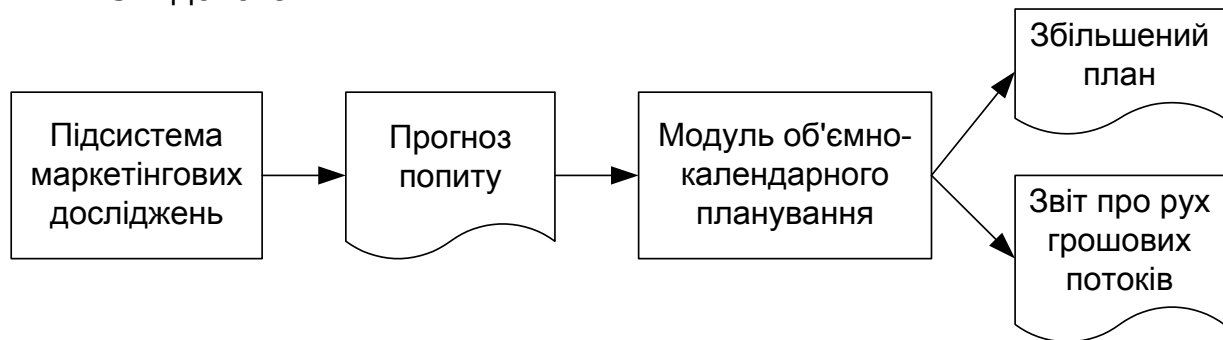 Підсистема
маркетінгових
досліджень
Прогноз
попиту
Модуль об'ємно-
календарного
планування
Збільшений
план
Звіт про рух
грошових
потоків